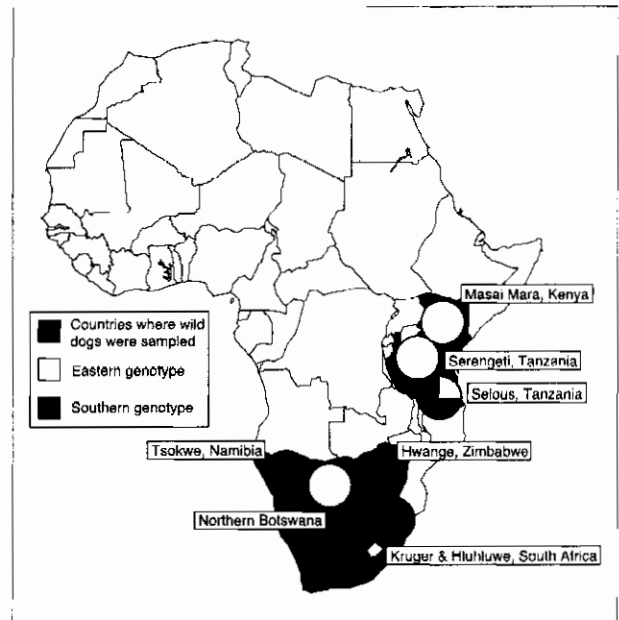 Masai Mara, Kenya
Countries where wild
dogs were sampled
Eastern genotype
Southern genotype
Serengeti, Tanzania
Selous, Tanzania
Tsokwe, Namibia
Hwange, Zimbabwe
Northern Botswana
Kruger & Hluhluwe, South Africa